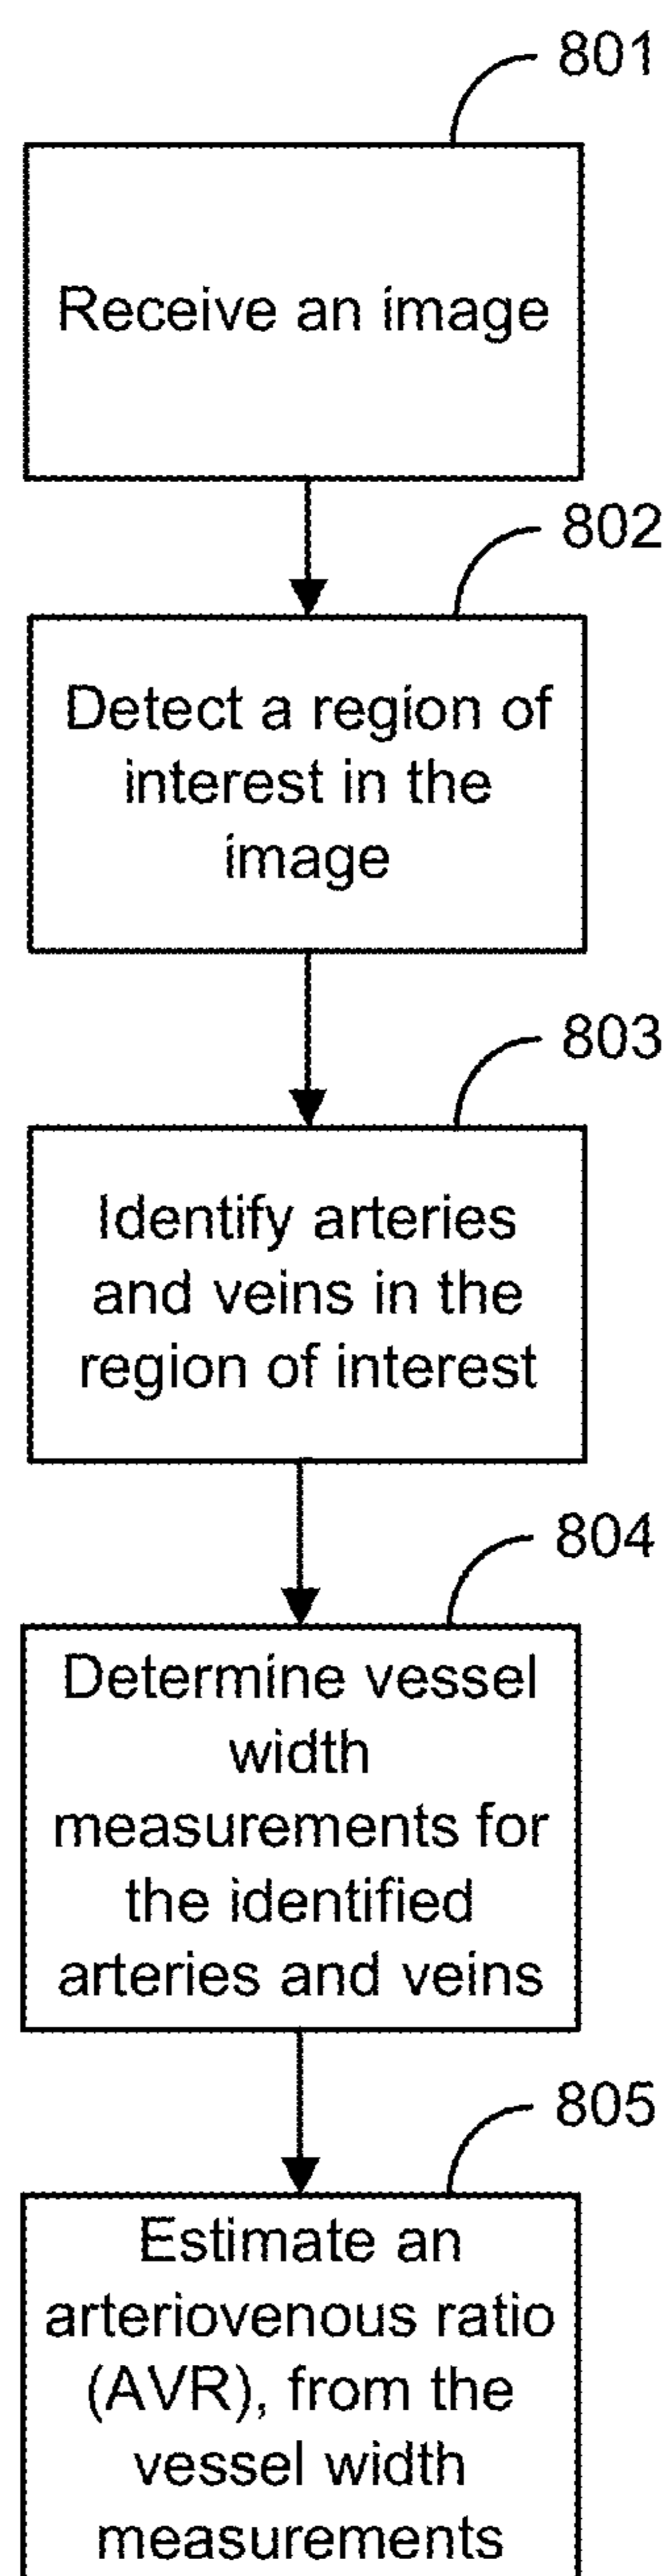 801
Receive an image
802
Detect a region of
interest in the
image
803
Identify arteries
and veins in the
region of interest
804
Determine vessel
width
measurements for
the identified
arteries and veins
805
Estimate an
arteriovenous ratio
(AVR), from the
vessel width
measurements